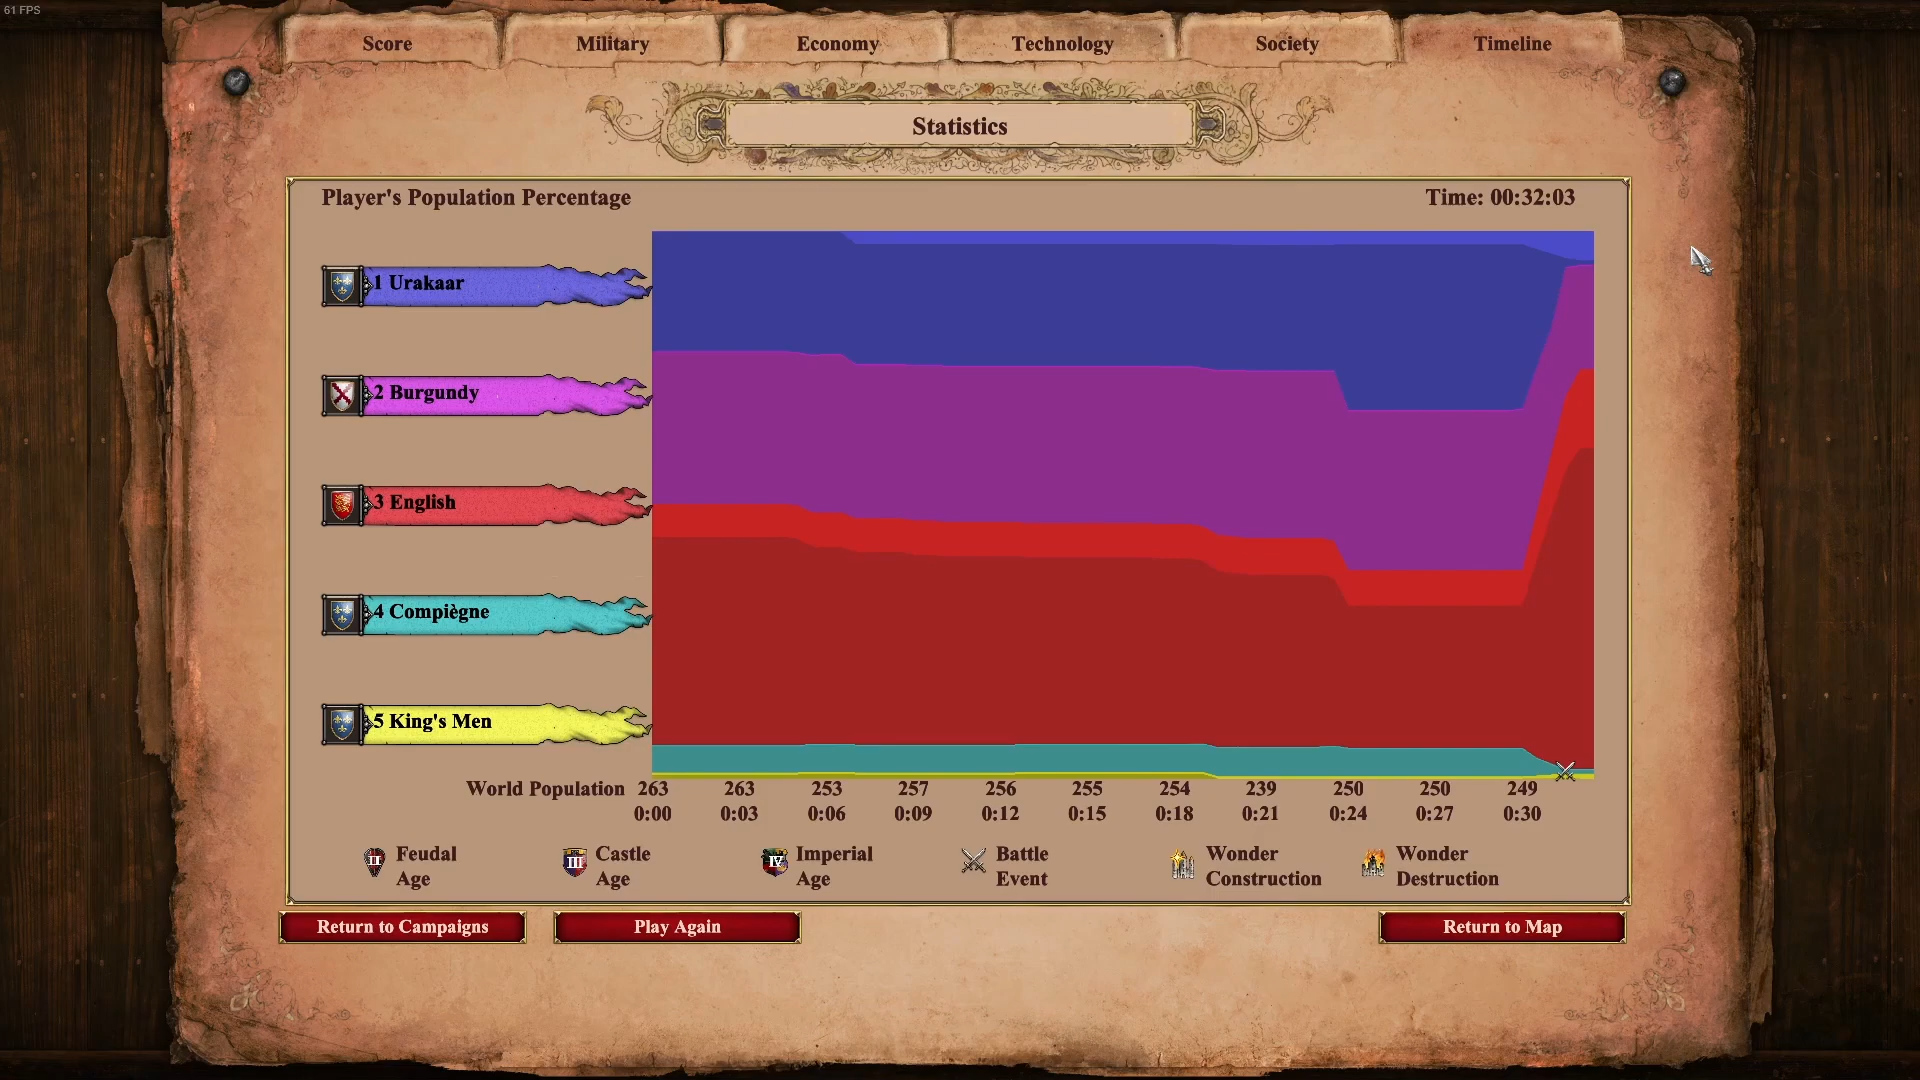 61 FPS
Score Military Economy Technology Society Timeline
Statistics
Player's Population Percentage Time: 00:32:03
1 Urakaar
2 Burgundy
3 English
4 Compiègne
5 King's Men
World Population 263 263 253 257 256 255 254 239 250 250 249
0:00 0:03 0:06 0:09 0:12 0:15 0:18 0:21 0:24 0:27 0:30
II Feudal Age
III Castle Age
IV Imperial Age
Battle Event
Wonder Construction
Wonder Destruction
Return to Campaigns Play Again Return to Map